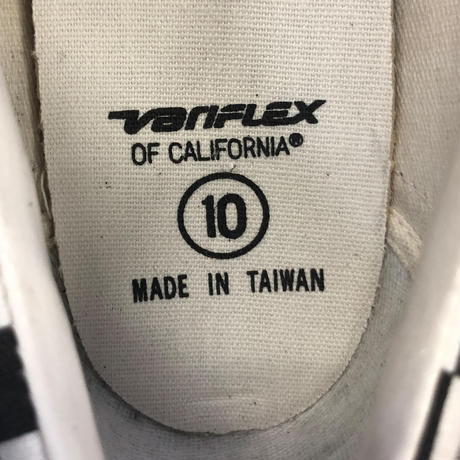 VARIFLEX
OF CALIFORNIA®
10
MADE IN TAIWAN